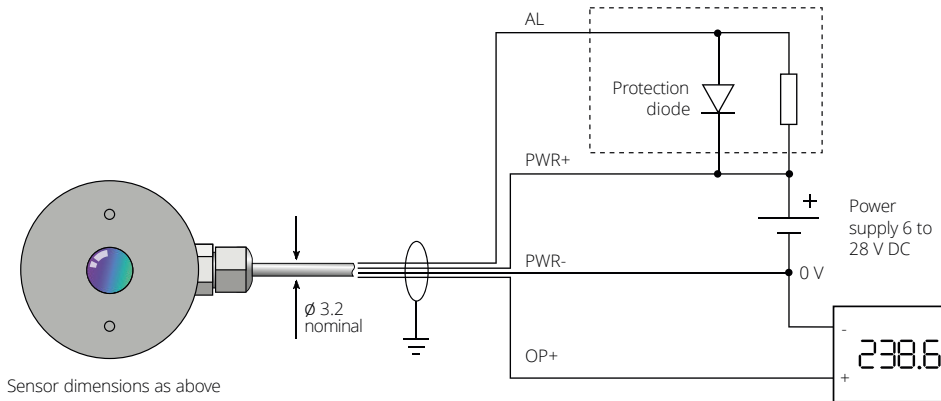 AL
Protection
diode
PWR+
+
Power
supply 6 to
28 V DC
PWR-
0 V
Ø 3.2
nominal
OP+
-
238.6
+
Sensor dimensions as above